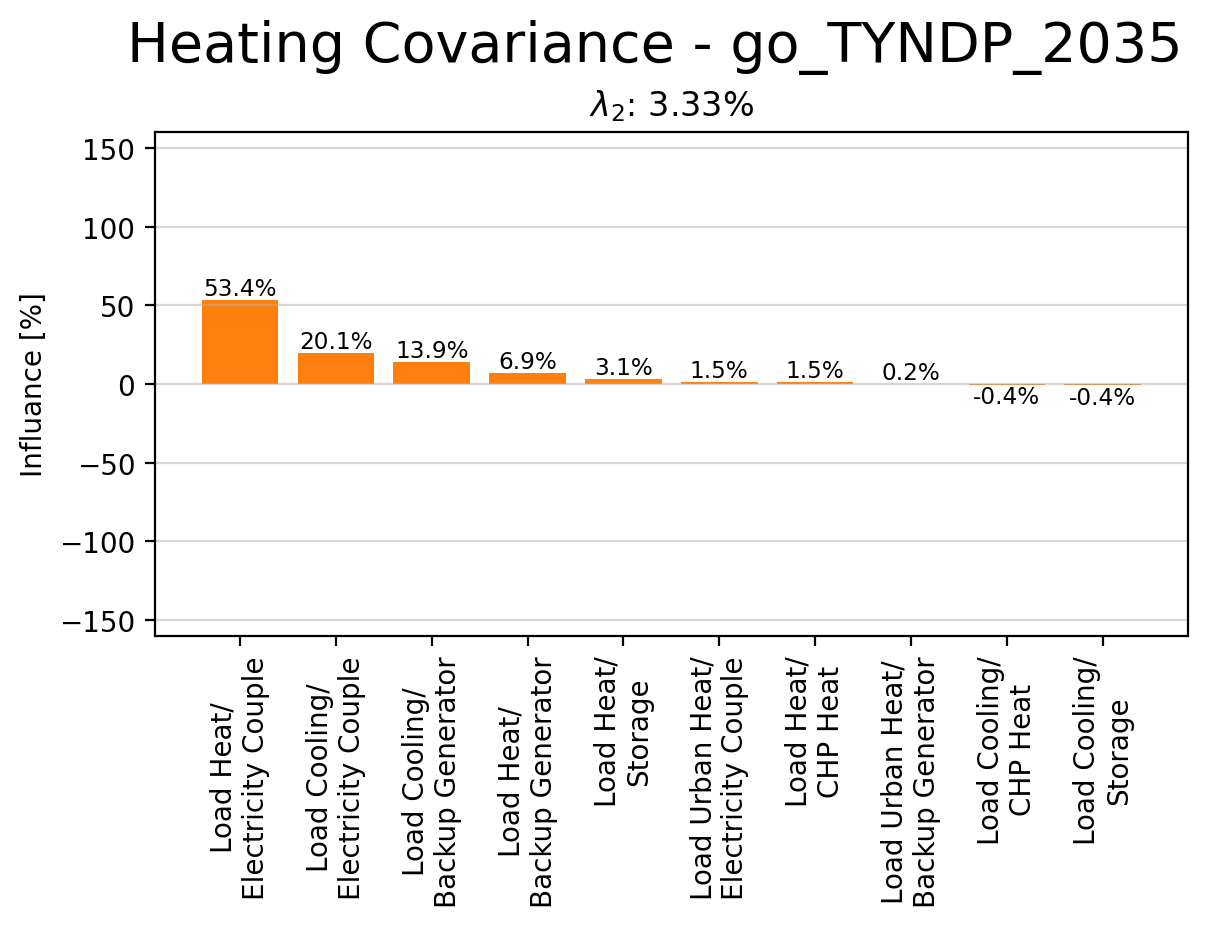 Heating Covariance - go_TYNDP_2035
λ₂: 3.33%
Influance [%]
150
100
50
0
−50
−100
−150
53.4%
20.1%
13.9%
6.9%
3.1%
1.5%
1.5%
0.2%
-0.4%
-0.4%
Load Heat/
Electricity Couple
Load Cooling/
Electricity Couple
Load Cooling/
Backup Generator
Load Heat/
Backup Generator
Load Heat/
Storage
Load Urban Heat/
Electricity Couple
Load Heat/
CHP Heat
Load Urban Heat/
Backup Generator
Load Cooling/
CHP Heat
Load Cooling/
Storage